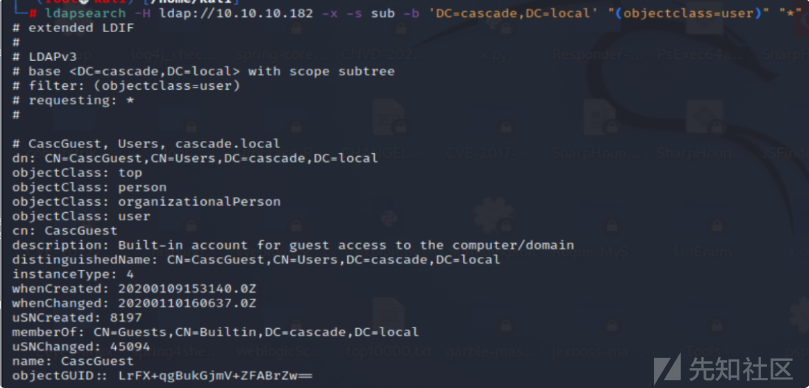 ldapsearch -H ldap://10.10.10.182 -x -s sub -b 'DC=cascade,DC=local' "(objectclass=user)" "*"
# extended LDIF
#
# LDAPv3
# base <DC=cascade,DC=local> with scope subtree
# filter: (objectclass=user)
# requesting: *
#
# CascGuest, Users, cascade.local
dn: CN=CascGuest,CN=Users,DC=cascade,DC=local
objectClass: top
objectClass: person
objectClass: organizationalPerson
objectClass: user
cn: CascGuest
description: Built-in account for guest access to the computer/domain
distinguishedName: CN=CascGuest,CN=Users,DC=cascade,DC=local
instanceType: 4
whenCreated: 20200109153140.0Z
whenChanged: 20200110160637.0Z
uSNCreated: 8197
memberOf: CN=Guests,CN=Builtin,DC=cascade,DC=local
uSNChanged: 45094
name: CascGuest
objectGUID:: LrFX+qgBukGjmV+ZFABrZw==
先知社区